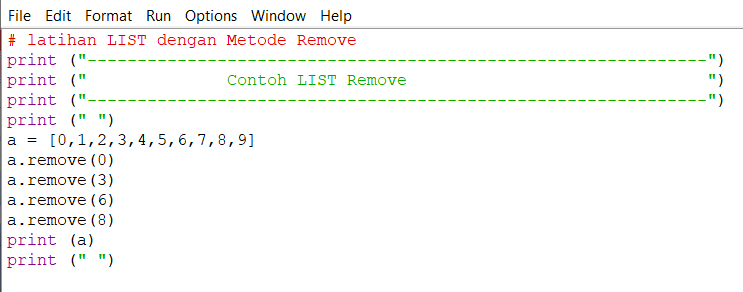 File Edit Format Run Options Window Help
# latihan LIST dengan Metode Remove
print ("--------------------------------------------------------------")
print ("              Contoh LIST Remove                              ")
print ("--------------------------------------------------------------")
print (" ")
a = [0,1,2,3,4,5,6,7,8,9]
a.remove(0)
a.remove(3)
a.remove(6)
a.remove(8)
print (a)
print (" ")